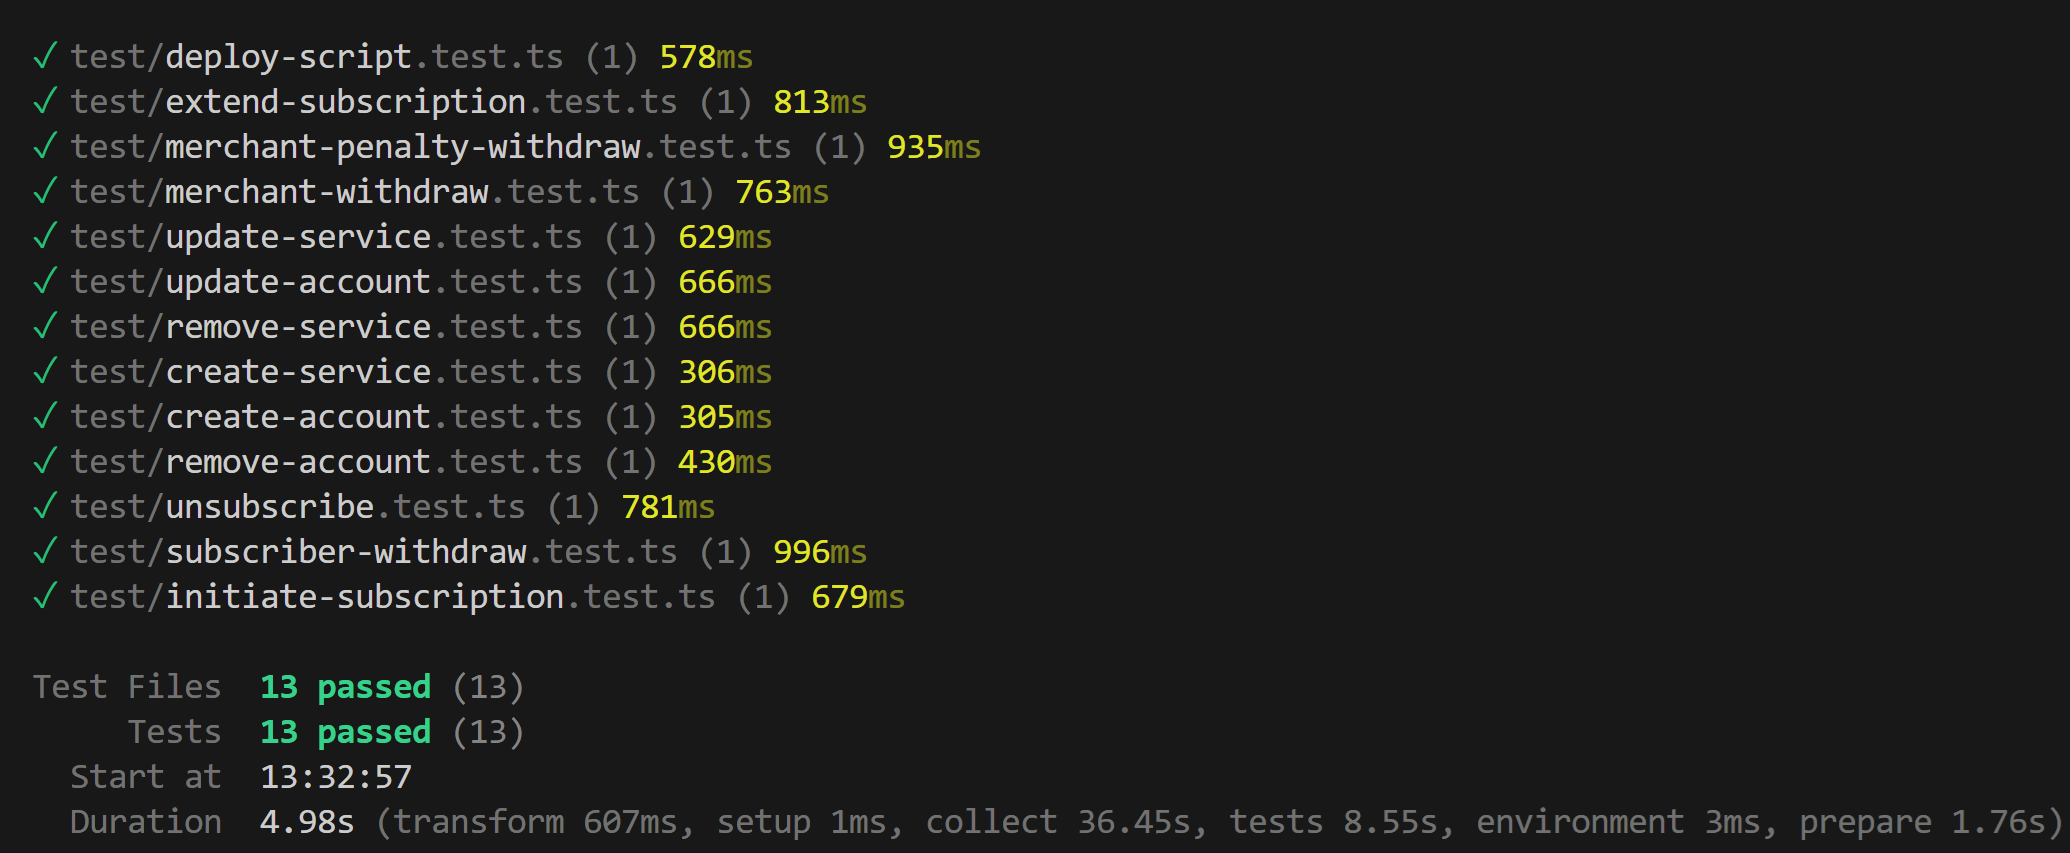 ✓ test/deploy-script.test.ts (1) 578ms
✓ test/extend-subscription.test.ts (1) 813ms
✓ test/merchant-penalty-withdraw.test.ts (1) 935ms
✓ test/merchant-withdraw.test.ts (1) 763ms
✓ test/update-service.test.ts (1) 629ms
✓ test/update-account.test.ts (1) 666ms
✓ test/remove-service.test.ts (1) 666ms
✓ test/create-service.test.ts (1) 306ms
✓ test/create-account.test.ts (1) 305ms
✓ test/remove-account.test.ts (1) 430ms
✓ test/unsubscribe.test.ts (1) 781ms
✓ test/subscriber-withdraw.test.ts (1) 996ms
✓ test/initiate-subscription.test.ts (1) 679ms
Test Files 13 passed (13)
Tests 13 passed (13)
Start at 13:32:57
Duration 4.98s (transform 607ms, setup 1ms, collect 36.45s, tests 8.55s, environment 3ms, prepare 1.76s)